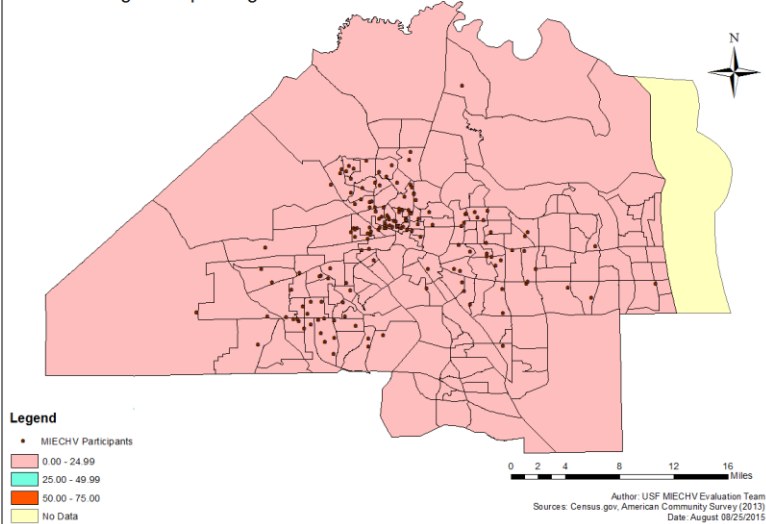 N
Legend
MIECHV Participants
0.00 - 24.99
25.00 - 49.99
50.00 - 75.00
No Data
0 2 4 8 12 16
Miles
Author: USF MIECHV Evaluation Team
Sources: Census.gov, American Community Survey (2013)
Date: August 08/25/2015